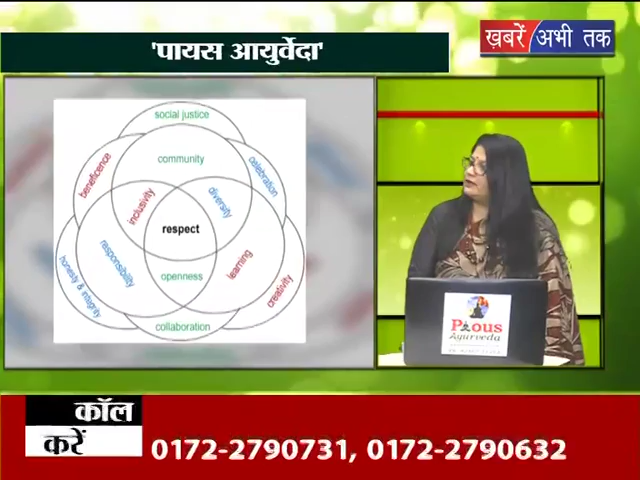 'पायस आयुर्वेदा'
ख़बरें अभी तक
social justice
community
beneficence
celebration
inclusivity
diversity
respect
responsibility
openness
learning
honesty & integrity
creativity
collaboration
Pious
Ayurveda
कॉल
करें
0172-2790731, 0172-2790632